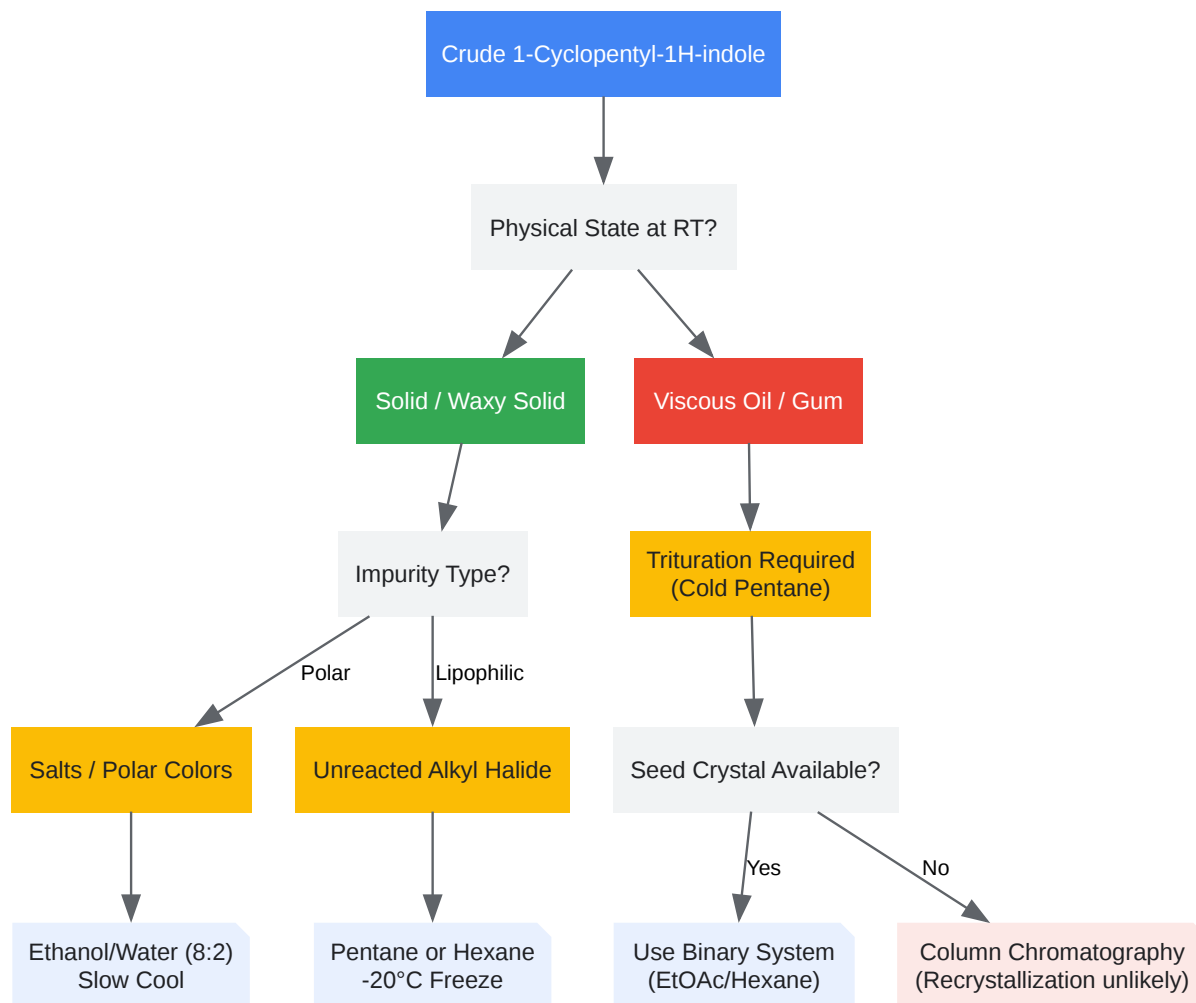 Crude 1-Cyclopentyl-1H-indole
Physical State at RT?
Solid / Waxy Solid
Viscous Oil / Gum
Impurity Type?
Trituration Required
(Cold Pentane)
Polar
Lipophilic
Salts / Polar Colors
Unreacted Alkyl Halide
Seed Crystal Available?
Yes
No
Ethanol/Water (8:2)
Slow Cool
Pentane or Hexane
-20°C Freeze
Use Binary System
(EtOAc/Hexane)
Column Chromatography
(Recrystallization unlikely)